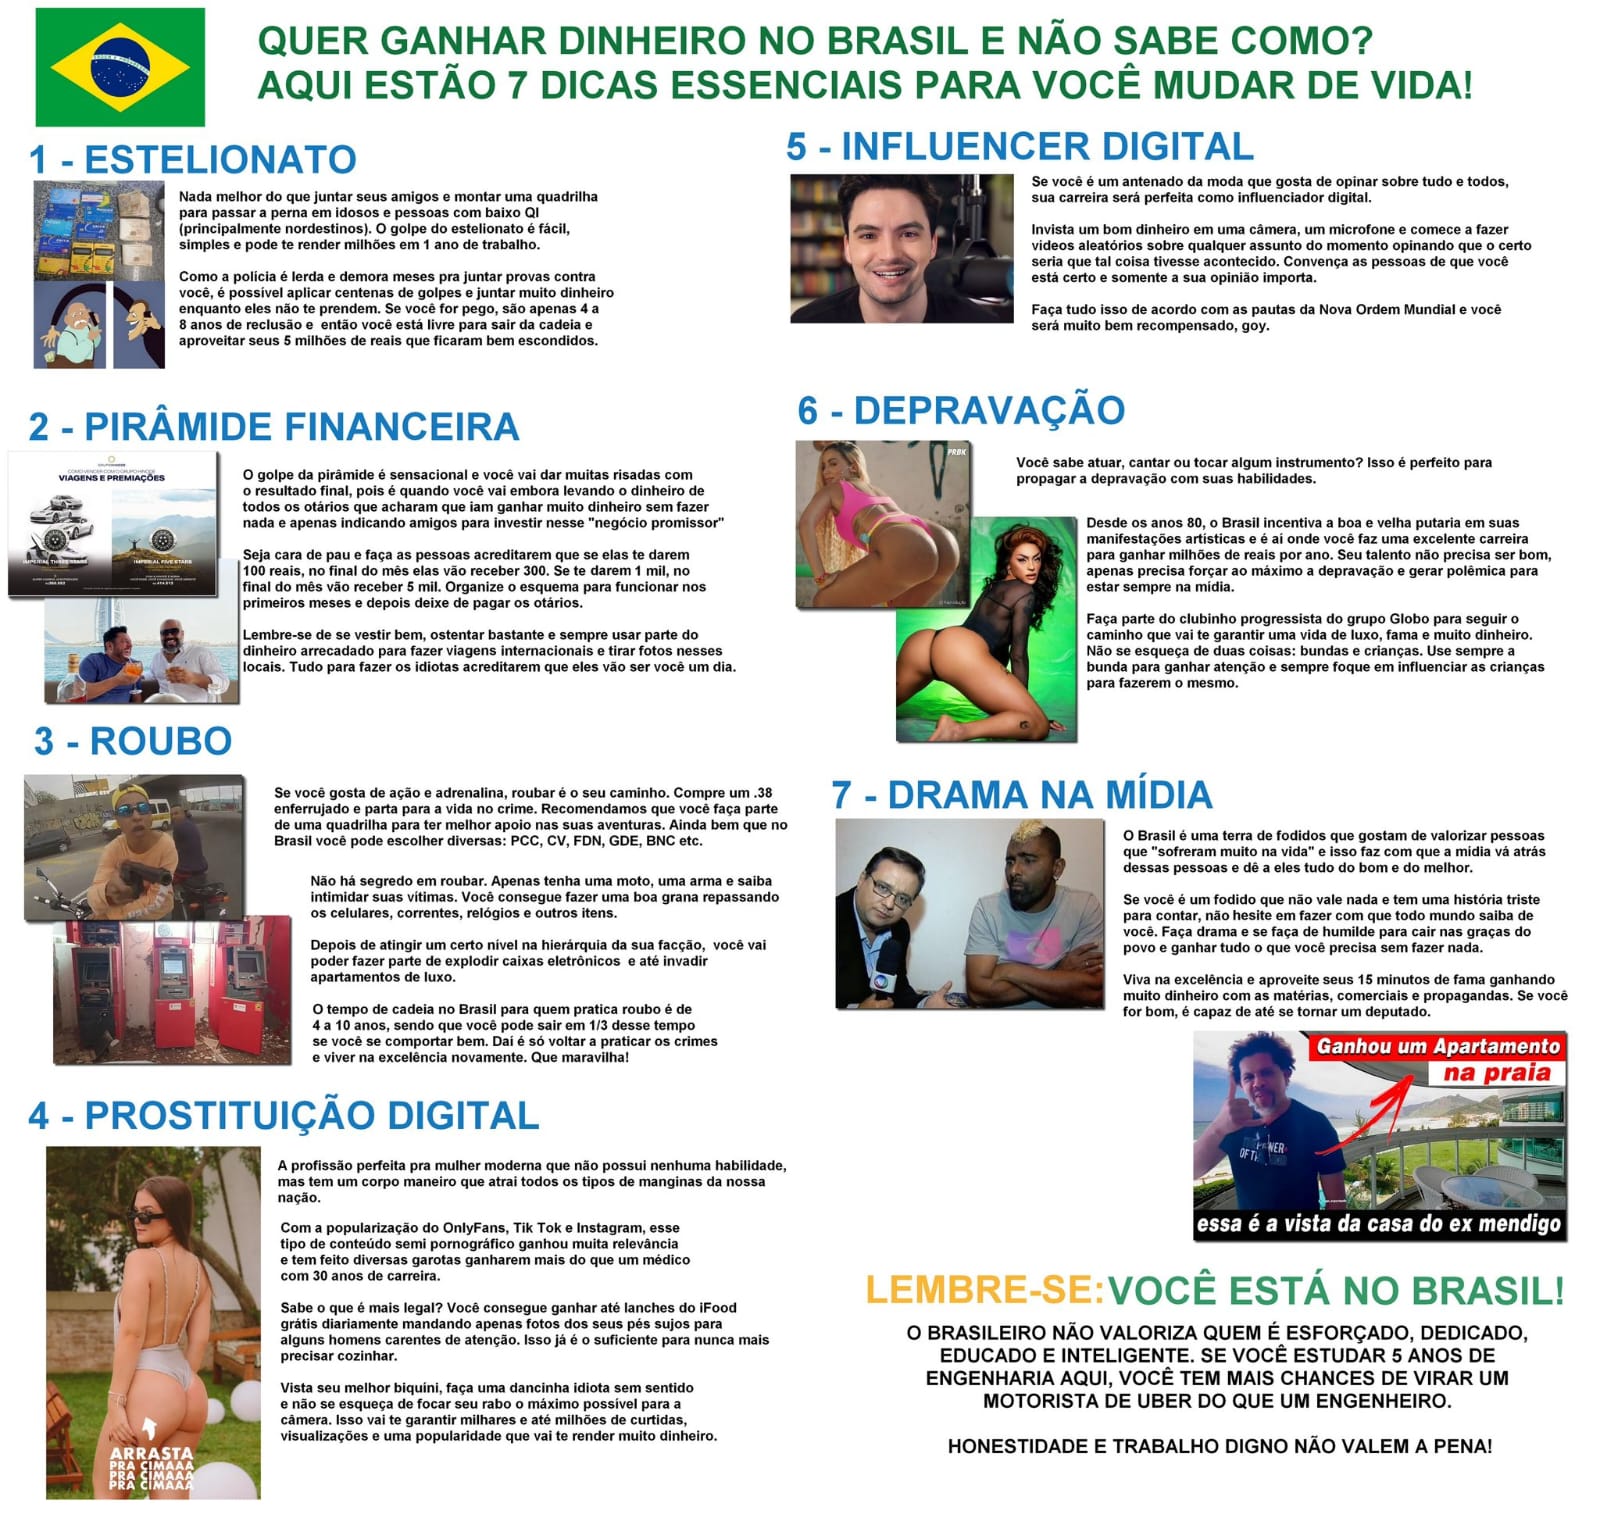 QUER GANHAR DINHEIRO NO BRASIL E NÃO SABE COMO?
AQUI ESTÃO 7 DICAS ESSENCIAIS PARA VOCÊ MUDAR DE VIDA!
1 - ESTELIONATO
Nada melhor do que juntar seus amigos e montar uma quadrilha
para passar a perna em idosos e pessoas com baixo QI
(principalmente nordestinos). O golpe do estelionato é fácil,
simples e pode te render milhões em 1 ano de trabalho.
Como a polícia é lerda e demora meses pra juntar provas contra
você, é possível aplicar centenas de golpes e juntar muito dinheiro
enquanto eles não te prendem. Se você for pego, são apenas 4 a
8 anos de reclusão e então você está livre para sair da cadeia e
aproveitar seus 5 milhões de reais que ficaram bem escondidos.
2 - PIRÂMIDE FINANCEIRA
VIAGENS E PREMIAÇÕES
IMPERIAL THREE STARS
IMPERIAL FIVE STARS
O golpe da pirâmide é sensacional e você vai dar muitas risadas com
o resultado final, pois é quando você vai embora levando o dinheiro de
todos os otários que acharam que iam ganhar muito dinheiro sem fazer
nada e apenas indicando amigos para investir nesse "negócio promissor"
Seja cara de pau e faça as pessoas acreditarem que se elas te darem
100 reais, no final do mês elas vão receber 300. Se te darem 1 mil, no
final do mês vão receber 5 mil. Organize o esquema para funcionar nos
primeiros meses e depois deixe de pagar os otários.
Lembre-se de se vestir bem, ostentar bastante e sempre usar parte do
dinheiro arrecadado para fazer viagens internacionais e tirar fotos nesses
locais. Tudo para fazer os idiotas acreditarem que eles vão ser você um dia.
3 - ROUBO
Se você gosta de ação e adrenalina, roubar é o seu caminho. Compre um .38
enferrujado e parta para a vida no crime. Recomendamos que você faça parte
de uma quadrilha para ter melhor apoio nas suas aventuras. Ainda bem que no
Brasil você pode escolher diversas: PCC, CV, FDN, GDE, BNC etc.
Não há segredo em roubar. Apenas tenha uma moto, uma arma e saiba
intimidar suas vítimas. Você consegue fazer uma boa grana repassando
os celulares, correntes, relógios e outros itens.
Depois de atingir um certo nível na hierárquia da sua facção, você vai
poder fazer parte de explodir caixas eletrônicos e até invadir
apartamentos de luxo.
O tempo de cadeia no Brasil para quem pratica roubo é de
4 a 10 anos, sendo que você pode sair em 1/3 desse tempo
se você se comportar bem. Daí é só voltar a praticar os crimes
e viver na excelência novamente. Que maravilha!
4 - PROSTITUIÇÃO DIGITAL
ARRASTA
PRA CIMAAA
PRA CIMAAA
PRA CIMAAA
A profissão perfeita pra mulher moderna que não possui nenhuma habilidade,
mas tem um corpo maneiro que atrai todos os tipos de manginas da nossa
nação.
Com a popularização do OnlyFans, Tik Tok e Instagram, esse
tipo de conteúdo semi pornográfico ganhou muita relevância
e tem feito diversas garotas ganharem mais do que um médico
com 30 anos de carreira.
Sabe o que é mais legal? Você consegue ganhar até lanches do iFood
grátis diariamente mandando apenas fotos dos seus pés sujos para
alguns homens carentes de atenção. Isso já é o suficiente para nunca mais
precisar cozinhar.
Vista seu melhor biquíni, faça uma dancinha idiota sem sentido
e não se esqueça de focar seu rabo o máximo possível para a
câmera. Isso vai te garantir milhares e até milhões de curtidas,
visualizações e uma popularidade que vai te render muito dinheiro.
5 - INFLUENCER DIGITAL
Se você é um antenado da moda que gosta de opinar sobre tudo e todos,
sua carreira será perfeita como influenciador digital.
Invista um bom dinheiro em uma câmera, um microfone e comece a fazer
videos aleatórios sobre qualquer assunto do momento opinando que o certo
seria que tal coisa tivesse acontecido. Convença as pessoas de que você
está certo e somente a sua opinião importa.
Faça tudo isso de acordo com as pautas da Nova Ordem Mundial e você
será muito bem recompensado, goy.
6 - DEPRAVAÇÃO
PRBK
Você sabe atuar, cantar ou tocar algum instrumento? Isso é perfeito para
propagar a depravação com suas habilidades.
Desde os anos 80, o Brasil incentiva a boa e velha putaria em suas
manifestações artísticas e é aí onde você faz uma excelente carreira
para ganhar milhões de reais por ano. Seu talento não precisa ser bom,
apenas precisa forçar ao máximo a depravação e gerar polêmica para
estar sempre na mídia.
Faça parte do clubinho progressista do grupo Globo para seguir o
caminho que vai te garantir uma vida de luxo, fama e muito dinheiro.
Não se esqueça de duas coisas: bundas e crianças. Use sempre a
bunda para ganhar atenção e sempre foque em influenciar as crianças
para fazerem o mesmo.
7 - DRAMA NA MÍDIA
O Brasil é uma terra de fodidos que gostam de valorizar pessoas
que "sofreram muito na vida" e isso faz com que a mídia vá atrás
dessas pessoas e dê a eles tudo do bom e do melhor.
Se você é um fodido que não vale nada e tem uma história triste
para contar, não hesite em fazer com que todo mundo saiba de
você. Faça drama e se faça de humilde para cair nas graças do
povo e ganhar tudo o que você precisa sem fazer nada.
Viva na excelência e aproveite seus 15 minutos de fama ganhando
muito dinheiro com as matérias, comerciais e propagandas. Se você
for bom, é capaz de até se tornar um deputado.
Ganhou um Apartamento
na praia
essa é a vista da casa do ex mendigo
LEMBRE-SE: VOCÊ ESTÁ NO BRASIL!
O BRASILEIRO NÃO VALORIZA QUEM É ESFORÇADO, DEDICADO,
EDUCADO E INTELIGENTE. SE VOCÊ ESTUDAR 5 ANOS DE
ENGENHARIA AQUI, VOCÊ TEM MAIS CHANCES DE VIRAR UM
MOTORISTA DE UBER DO QUE UM ENGENHEIRO.
HONESTIDADE E TRABALHO DIGNO NÃO VALEM A PENA!